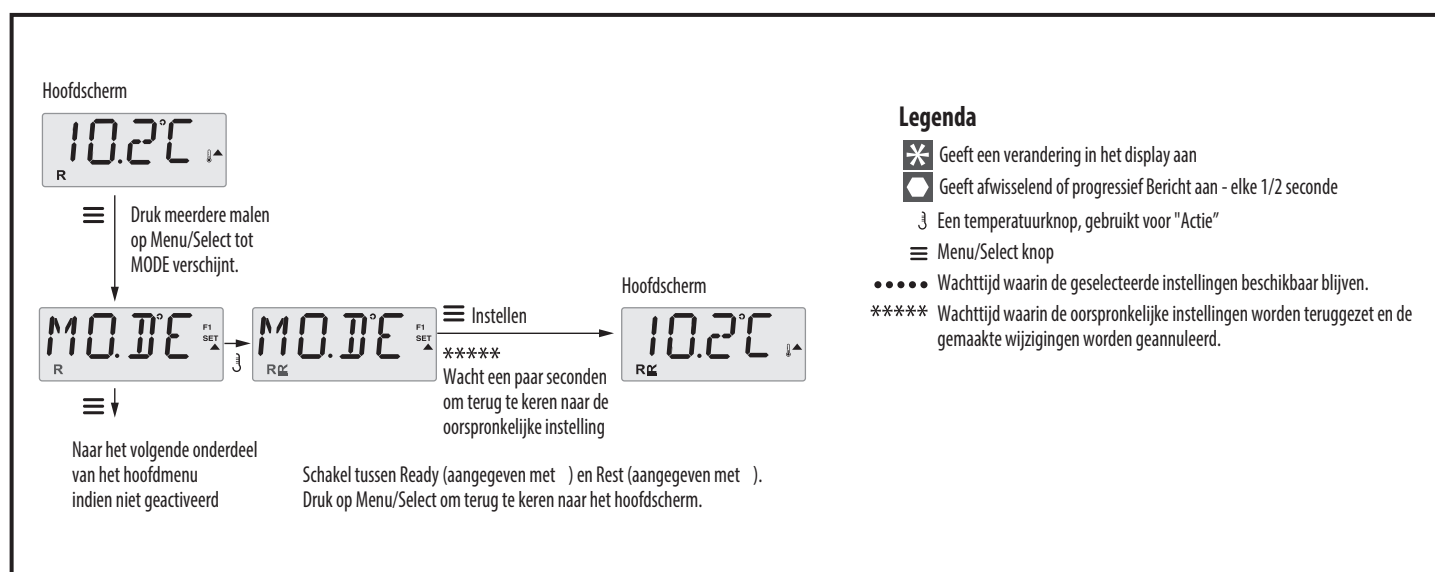 Hoofdscherm
10.2°C
R
Druk meerdere malen
op Menu/Select tot
MODE verschijnt.
MO.DE
F1
SET
R
MO.DE
F1
SET
R
Instellen
*****
Wacht een paar seconden
om terug te keren naar de
oorspronkelijke instelling
Hoofdscherm
10.2°C
R
Naar het volgende onderdeel
van het hoofdmenu
indien niet geactiveerd
Schakel tussen Ready (aangegeven met   ) en Rest (aangegeven met   ).
Druk op Menu/Select om terug te keren naar het hoofdscherm.
Legenda
Geeft een verandering in het display aan
Geeft afwisselend of progressief Bericht aan - elke 1/2 seconde
Een temperatuurknop, gebruikt voor "Actie”
Menu/Select knop
••••• Wachttijd waarin de geselecteerde instellingen beschikbaar blijven.
***** Wachttijd waarin de oorspronkelijke instellingen worden teruggezet en de
gemaakte wijzigingen worden geannuleerd.